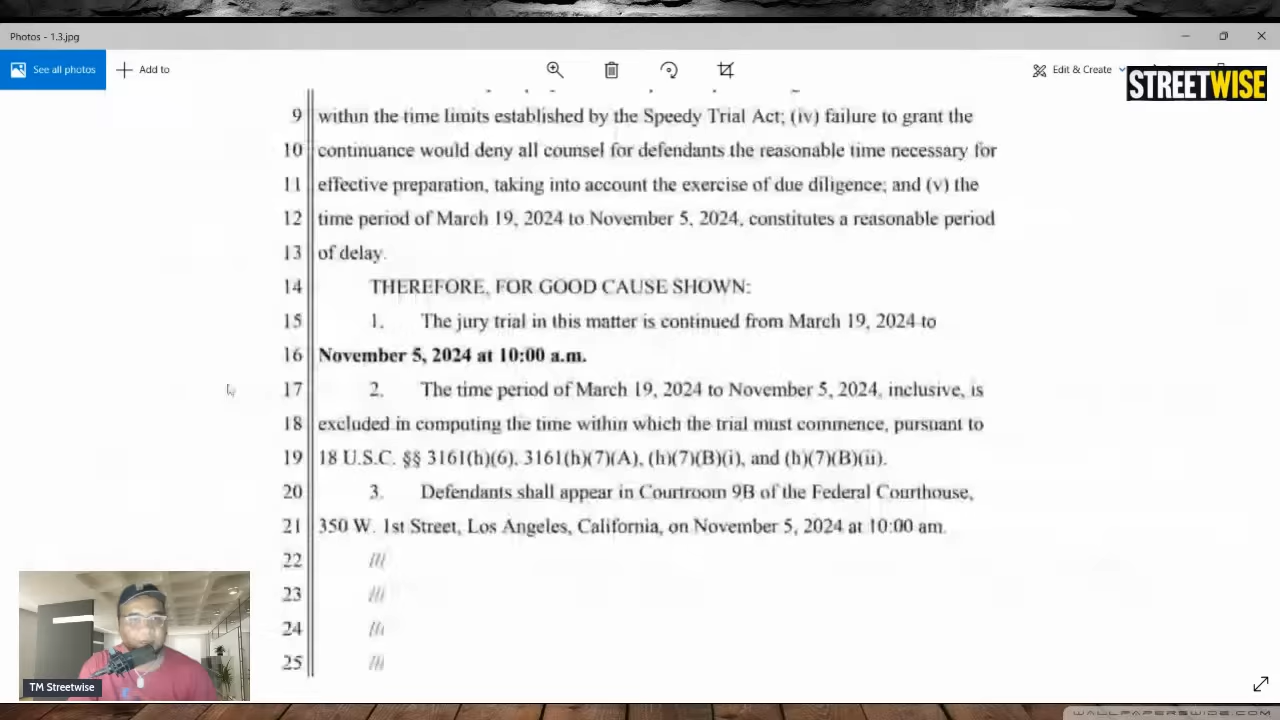 Photos - 1.3.jpg
See all photos
Add to
Edit & Create
STREETWISE
9 within the time limits established by the Speedy Trial Act; (iv) failure to grant the
10 continuance would deny all counsel for defendants the reasonable time necessary for
11 effective preparation, taking into account the exercise of due diligence; and (v) the
12 time period of March 19, 2024 to November 5, 2024, constitutes a reasonable period
13 of delay.
14 THEREFORE, FOR GOOD CAUSE SHOWN:
15 1. The jury trial in this matter is continued from March 19, 2024 to
16 November 5, 2024 at 10:00 a.m.
17 2. The time period of March 19, 2024 to November 5, 2024, inclusive, is
18 excluded in computing the time within which the trial must commence, pursuant to
19 18 U.S.C. §§ 3161(h)(6), 3161(h)(7)(A), (h)(7)(B)(i), and (h)(7)(B)(ii).
20 3. Defendants shall appear in Courtroom 9B of the Federal Courthouse,
21 350 W. 1st Street, Los Angeles, California, on November 5, 2024 at 10:00 am.
22 ///
23 ///
24 ///
25 ///
TM Streetwise
WALLPAPERSWIDE.COM